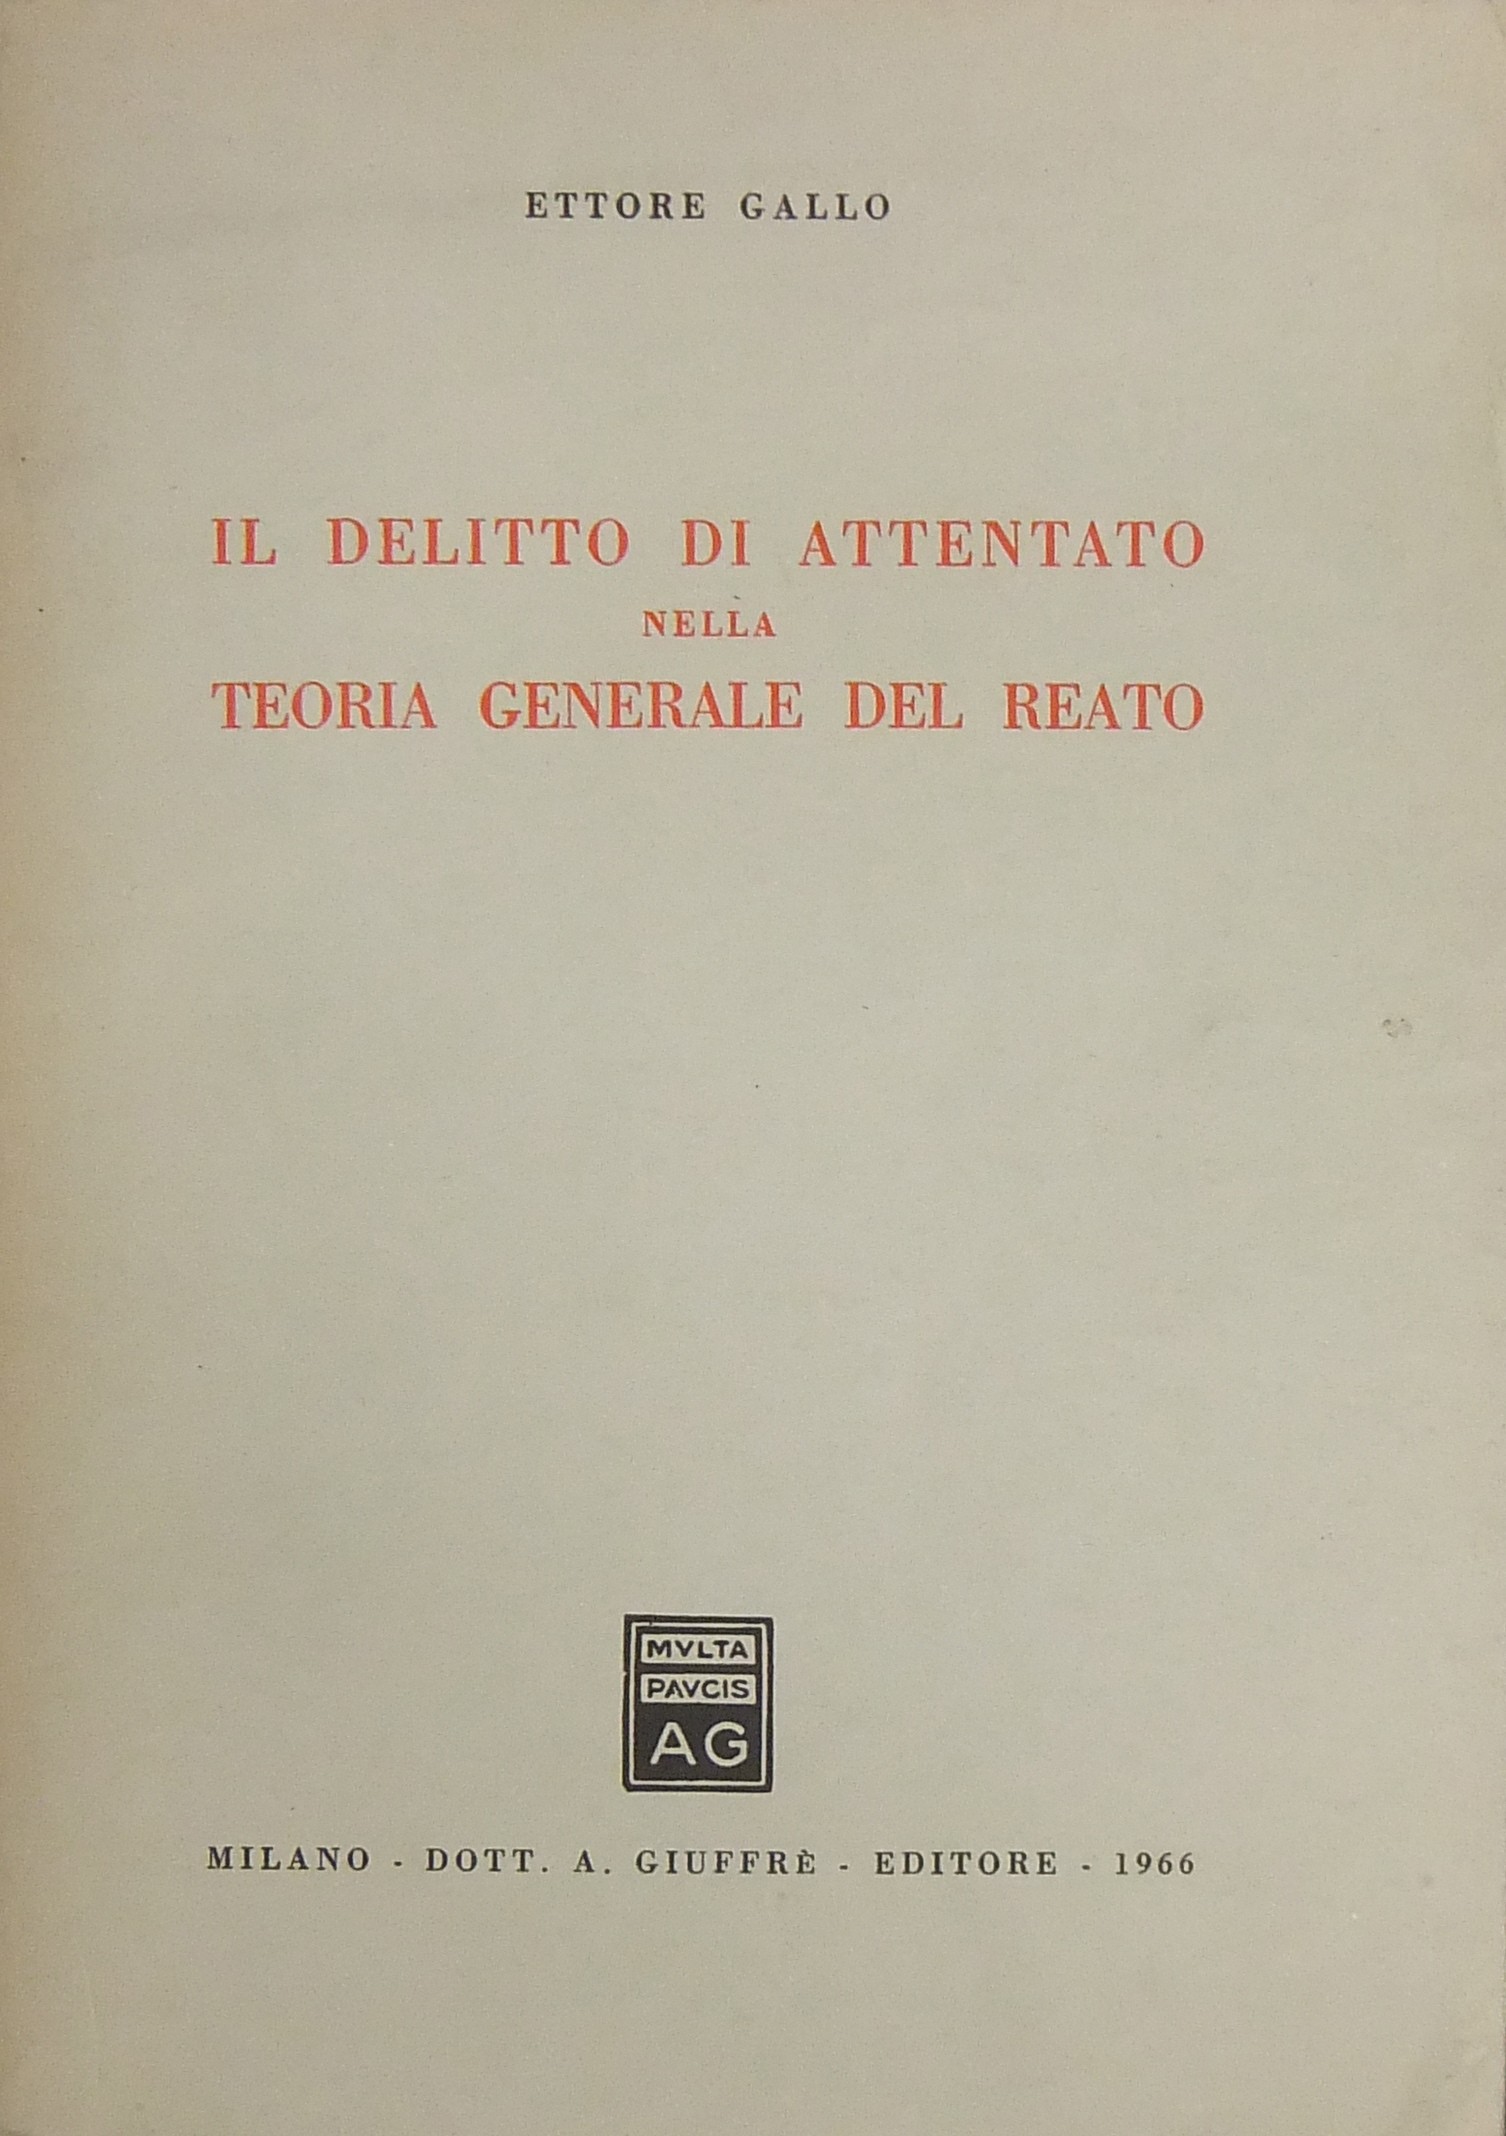 ETTORE GALLO
IL DELITTO DI ATTENTATO
NELLA
TEORIA GENERALE DEL REATO
MVLTA
PAVCIS
AG
MILANO - DOTT. A. GIUFFRÈ - EDITORE - 1966